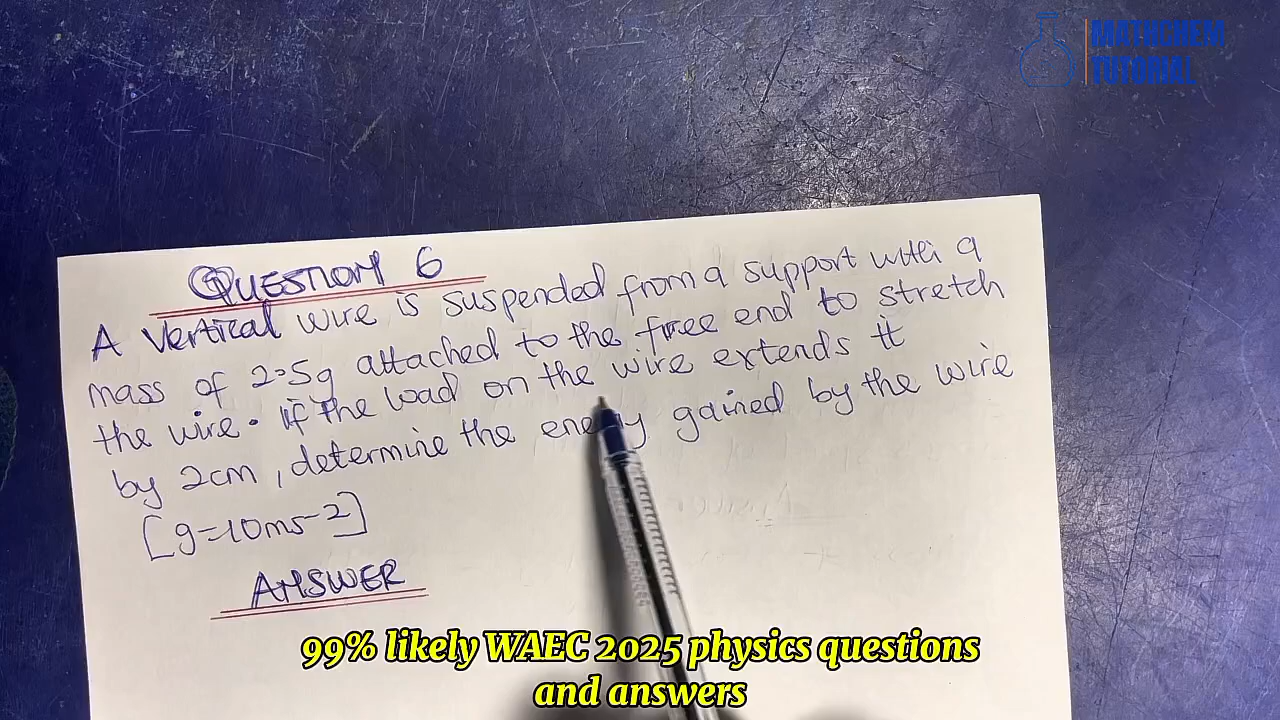 MATHCHEM
TUTORIAL
QUESTION 6
A Vertical wire is suspended from a support with a
mass of 2.5g attached to the free end to stretch
the wire. if the load on the wire extends it
by 2cm, determine the energy gained by the wire
[g=10ms-2]
ANSWER
99% likely WAEC 2025 physics questions
and answers